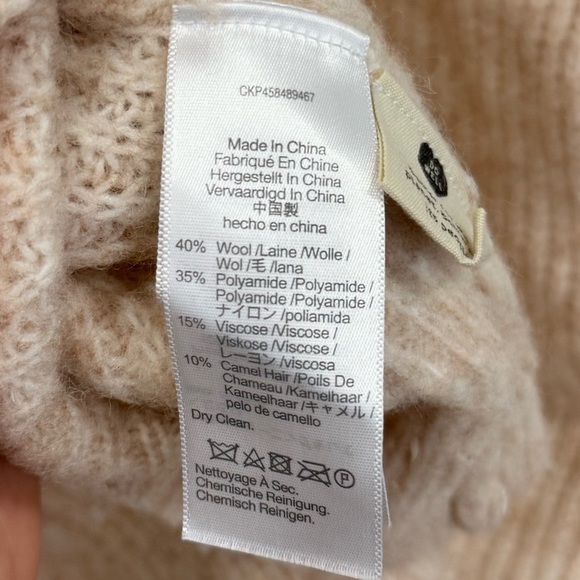 CKP458489467
Made In China
Fabriqué En Chine
Hergestellt In China
Vervaardigd In China
中国製
hecho en china
40% Wool /Laine /Wolle /
Wol /毛 /lana
35% Polyamide /Polyamide /
Polyamide /Polyamide /
ナイロン /poliamida
15% Viscose /Viscose /
Viskose /Viscose /
レーヨン /viscosa
10% Camel Hair /Poils De
Chameau /Kamelhaar /
Kameelhaar /キャメル /
pelo de camello
Dry Clean.
P
Nettoyage À Sec.
Chemische Reinigung.
Chemisch Reinigen.